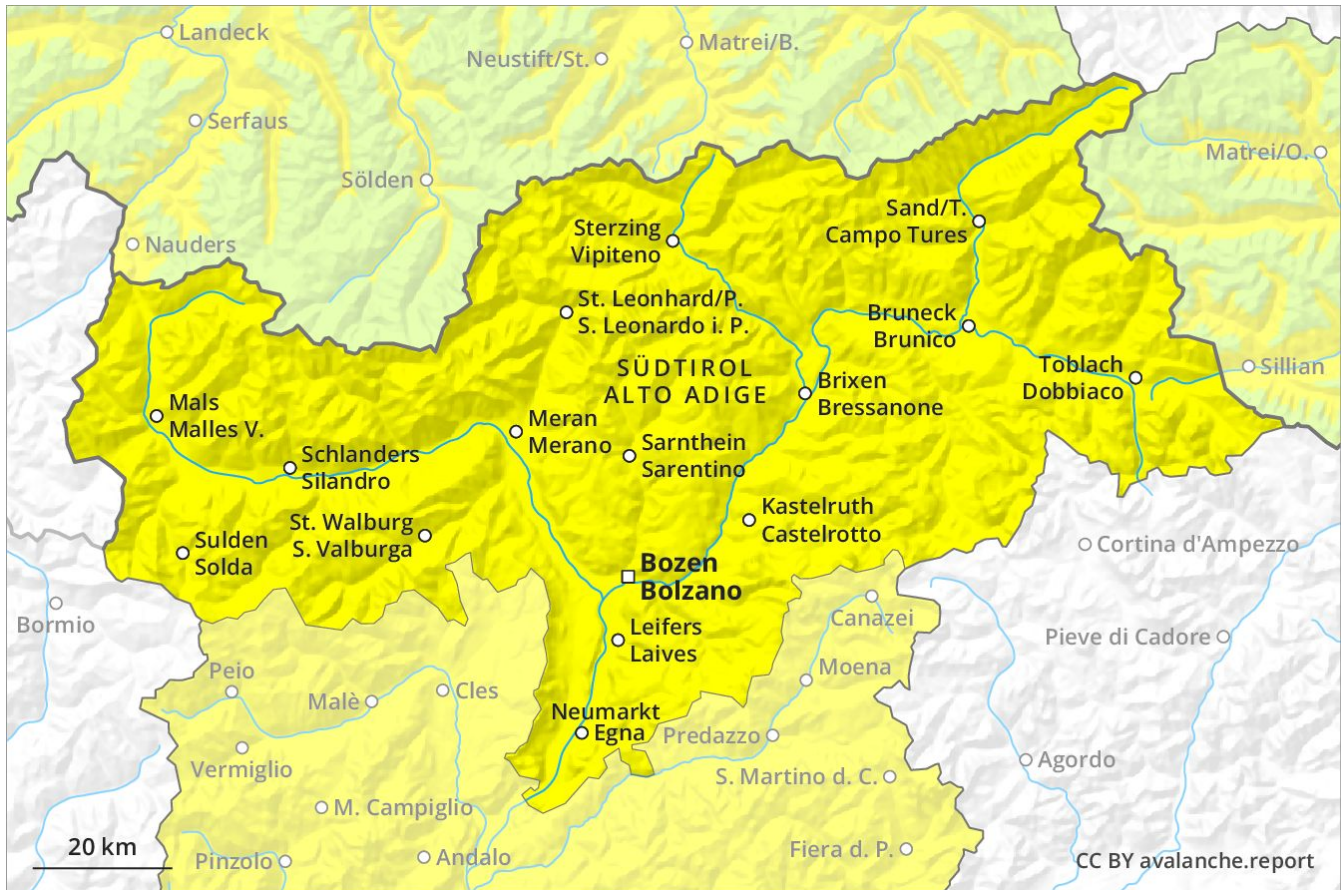 Landeck
Matrei/B.
Neustift/St.
Serfaus
Matrei/O.
Sölden
Sand/T.
Campo Tures
Nauders
Sterzing
Vipiteno
St. Leonhard/P.
S. Leonardo i. P.
Bruneck
Brunico
SÜDTIROL
ALTO ADIGE
Toblach
Dobbiaco
Sillian
Brixen
Bressanone
Mals
Malles V.
Meran
Merano
Sarnthein
Sarentino
Schlanders
Silandro
Kastelruth
Castelrotto
St. Walburg
S. Valburga
Sulden
Solda
Cortina d'Ampezzo
Bozen
Bolzano
Bormio
Canazei
Leifers
Laives
Pieve di Cadore
Peio
Moena
Malè
Cles
Neumarkt
Egna
Predazzo
Vermiglio
Agordo
S. Martino d. C.
M. Campiglio
20 km
Pinzolo
Andalo
Fiera d. P.
CC BY avalanche.report